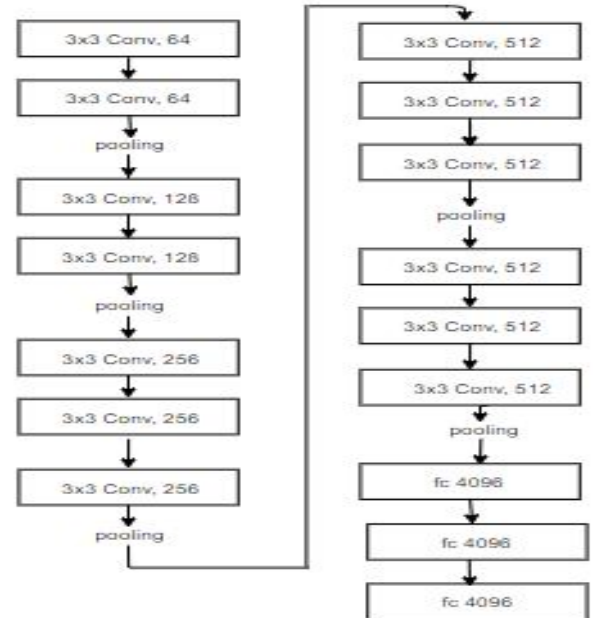 3x3 Conv, 64
3x3 Conv, 64
pooling
3x3 Conv, 128
3x3 Conv, 128
pooling
3x3 Conv, 256
3x3 Conv, 256
3x3 Conv, 256
pooling
3x3 Conv, 512
3x3 Conv, 512
3x3 Conv, 512
pooling
3x3 Conv, 512
3x3 Conv, 512
3x3 Conv, 512
pooling
fc 4096
fc 4096
fc 4096